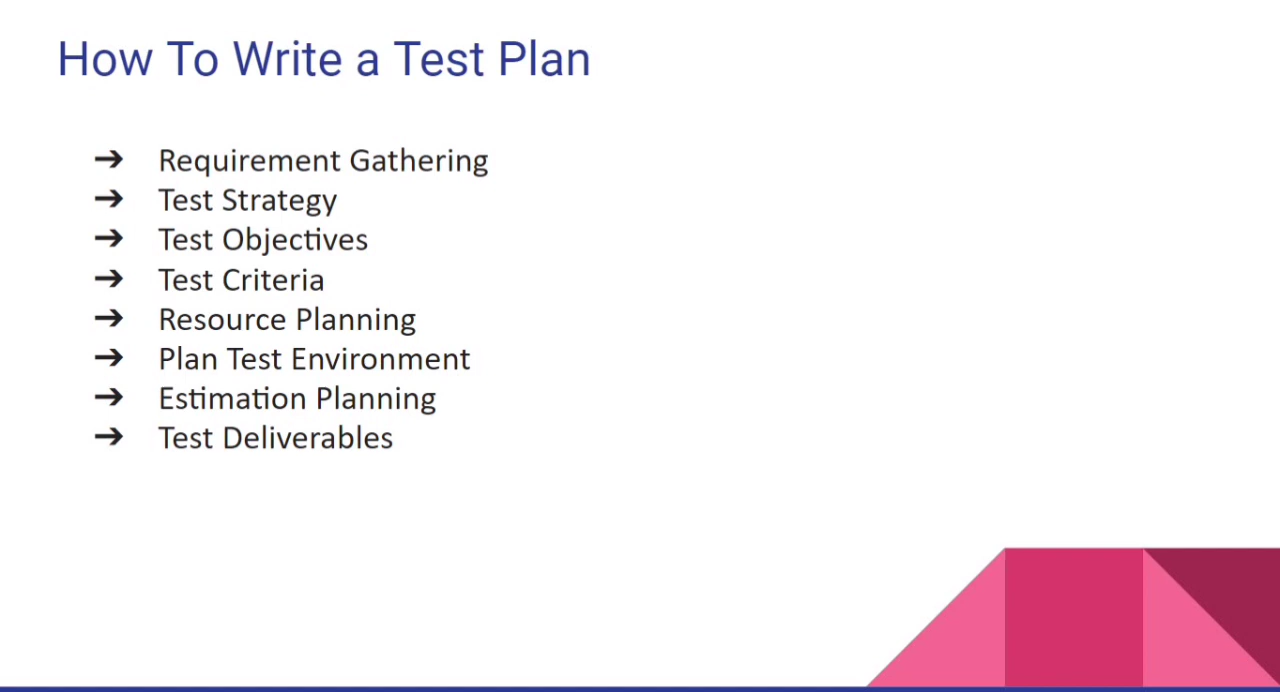 How To Write a Test Plan
➔ Requirement Gathering
➔ Test Strategy
➔ Test Objectives
➔ Test Criteria
➔ Resource Planning
➔ Plan Test Environment
➔ Estimation Planning
➔ Test Deliverables